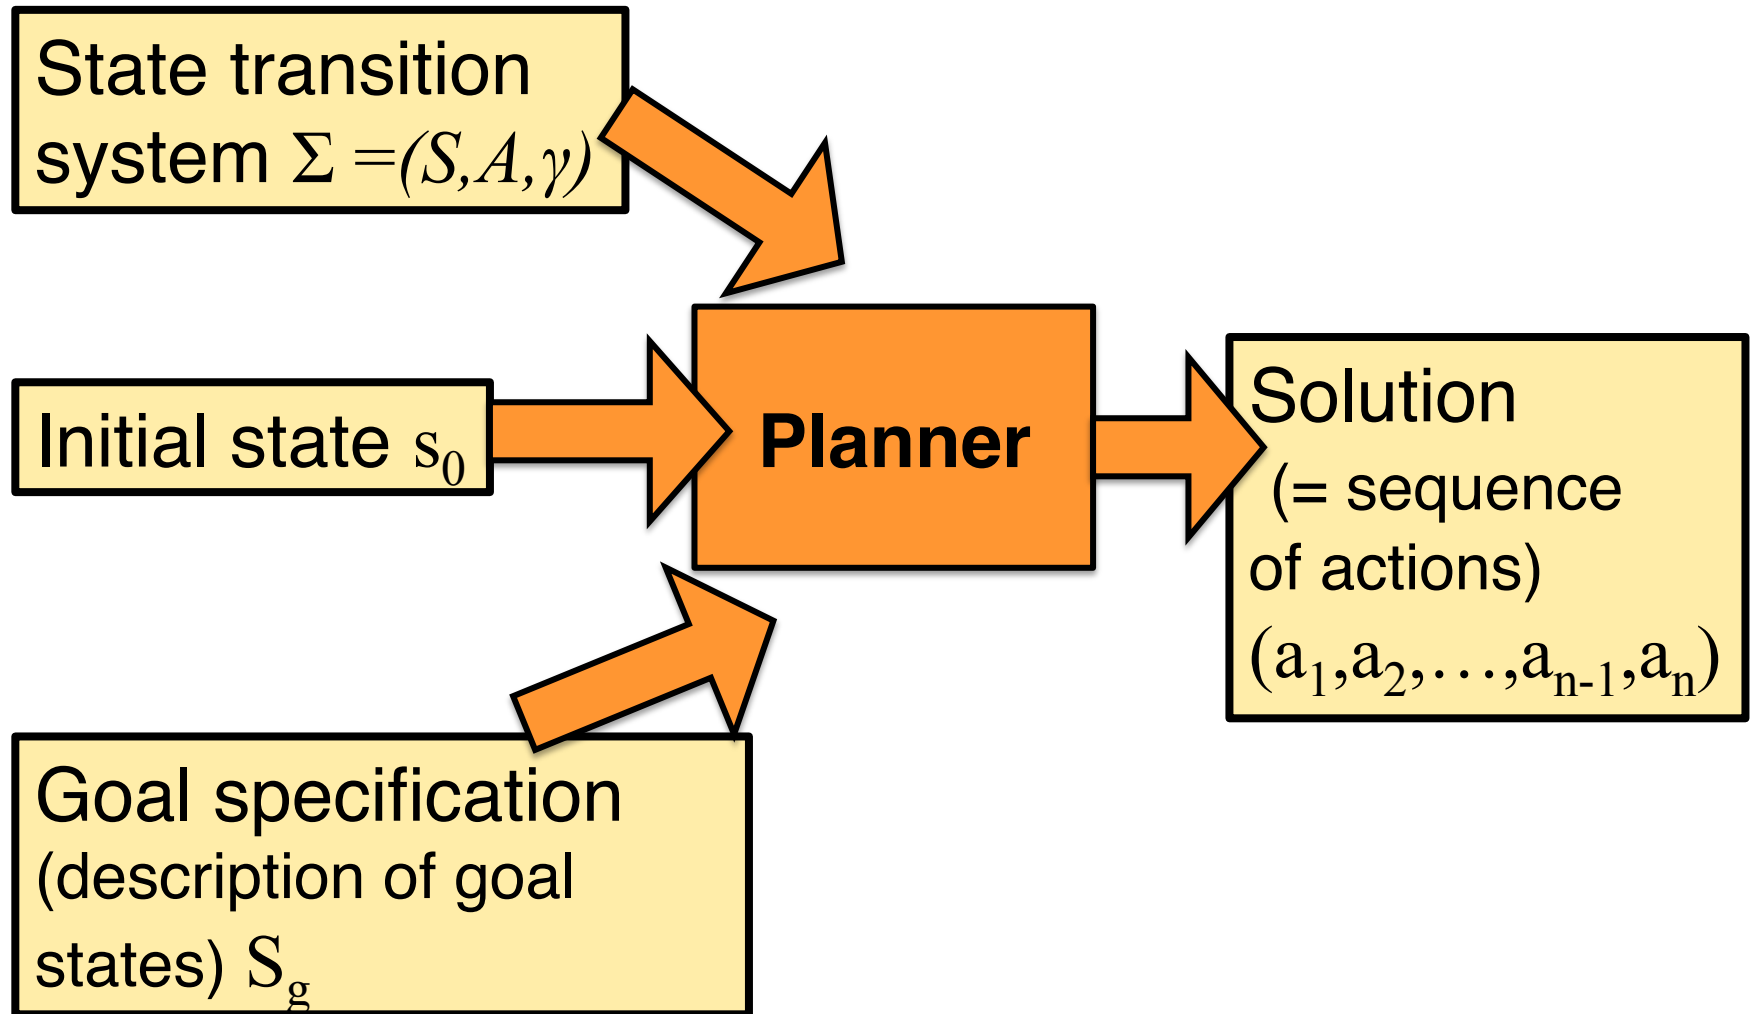 State transition
system Σ =(S,A,γ)
Initial state s₀
Planner
Solution
(= sequence
of actions)
(a₁,a₂,…,aₙ₋₁,aₙ)
Goal specification
(description of goal
states) S_g